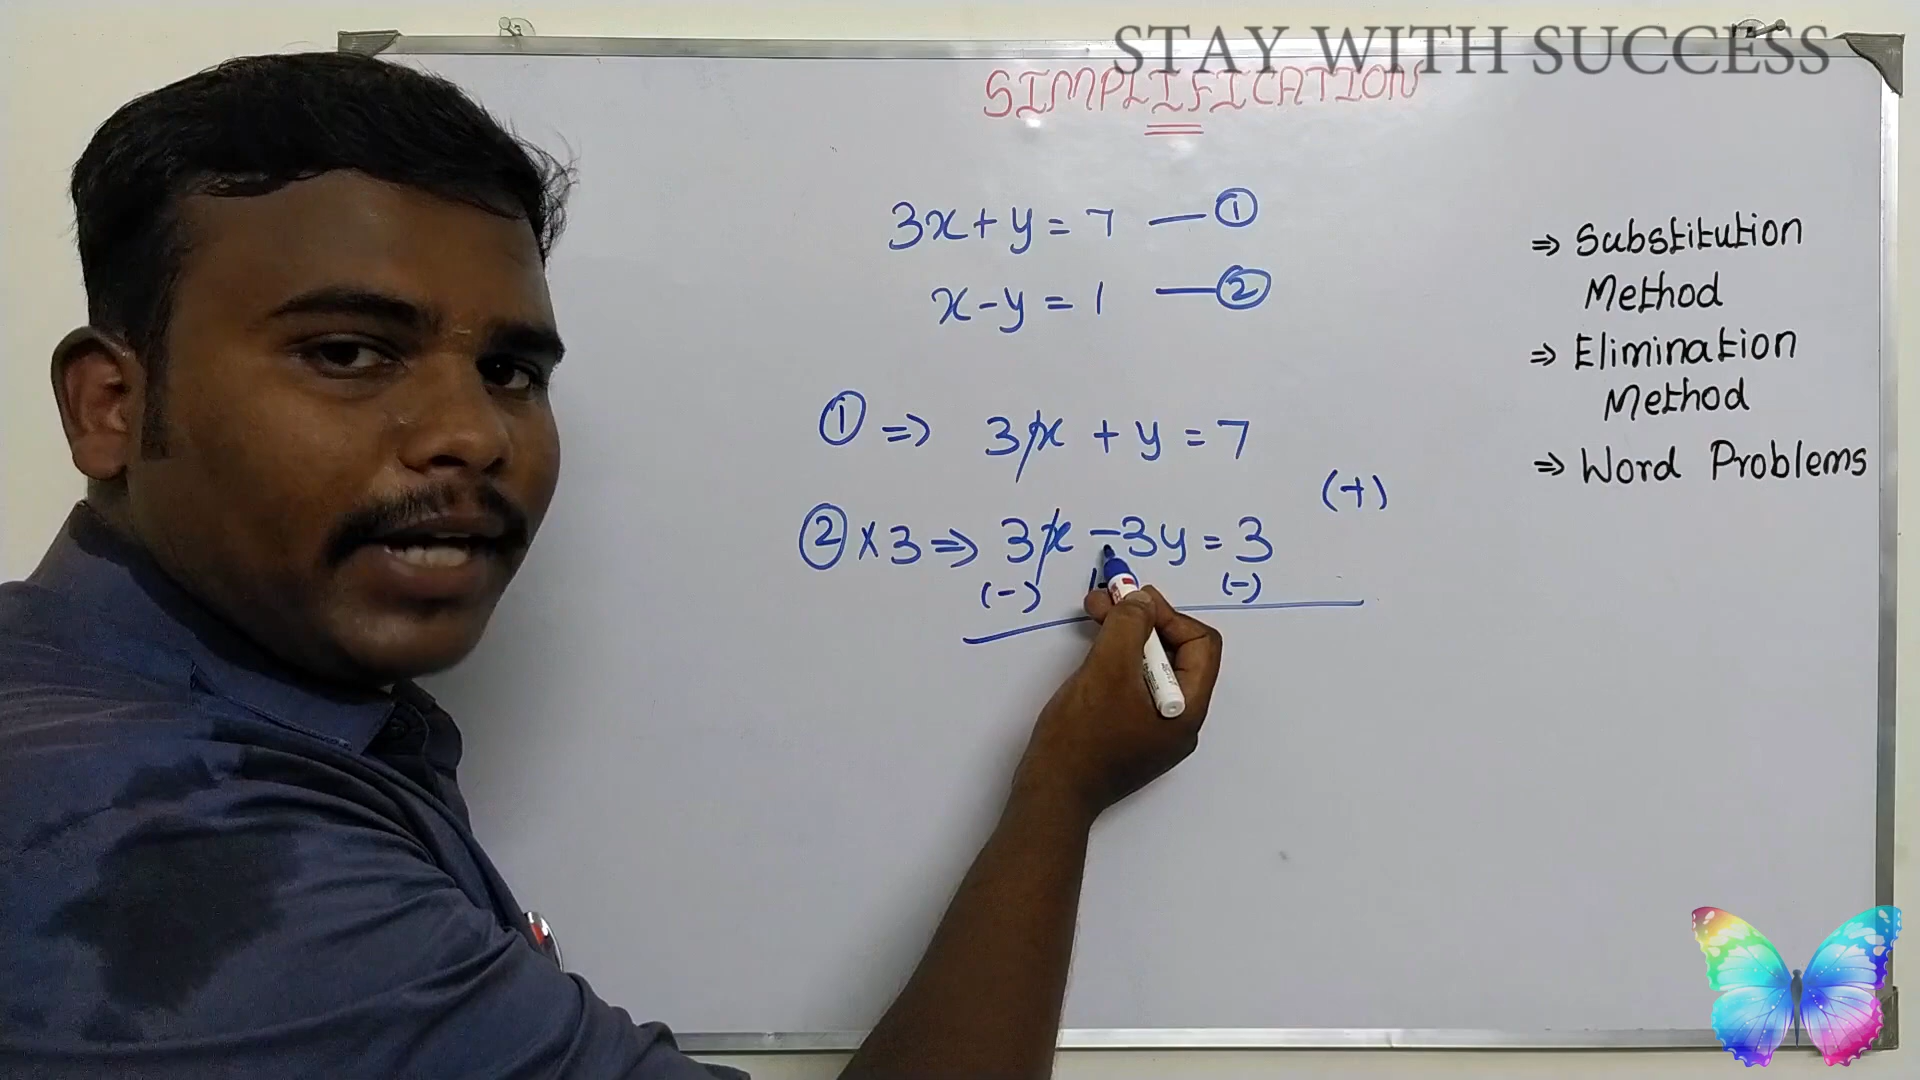 STAY WITH SUCCESS
SIMPLIFICATION
3x + y = 7 — ①
x - y = 1 — ②
① ⇒ 3x + y = 7
(+)
② × 3 ⇒ 3x - 3y = 3
(-) (-)
⇒ Substitution
Method
⇒ Elimination
Method
⇒ Word Problems